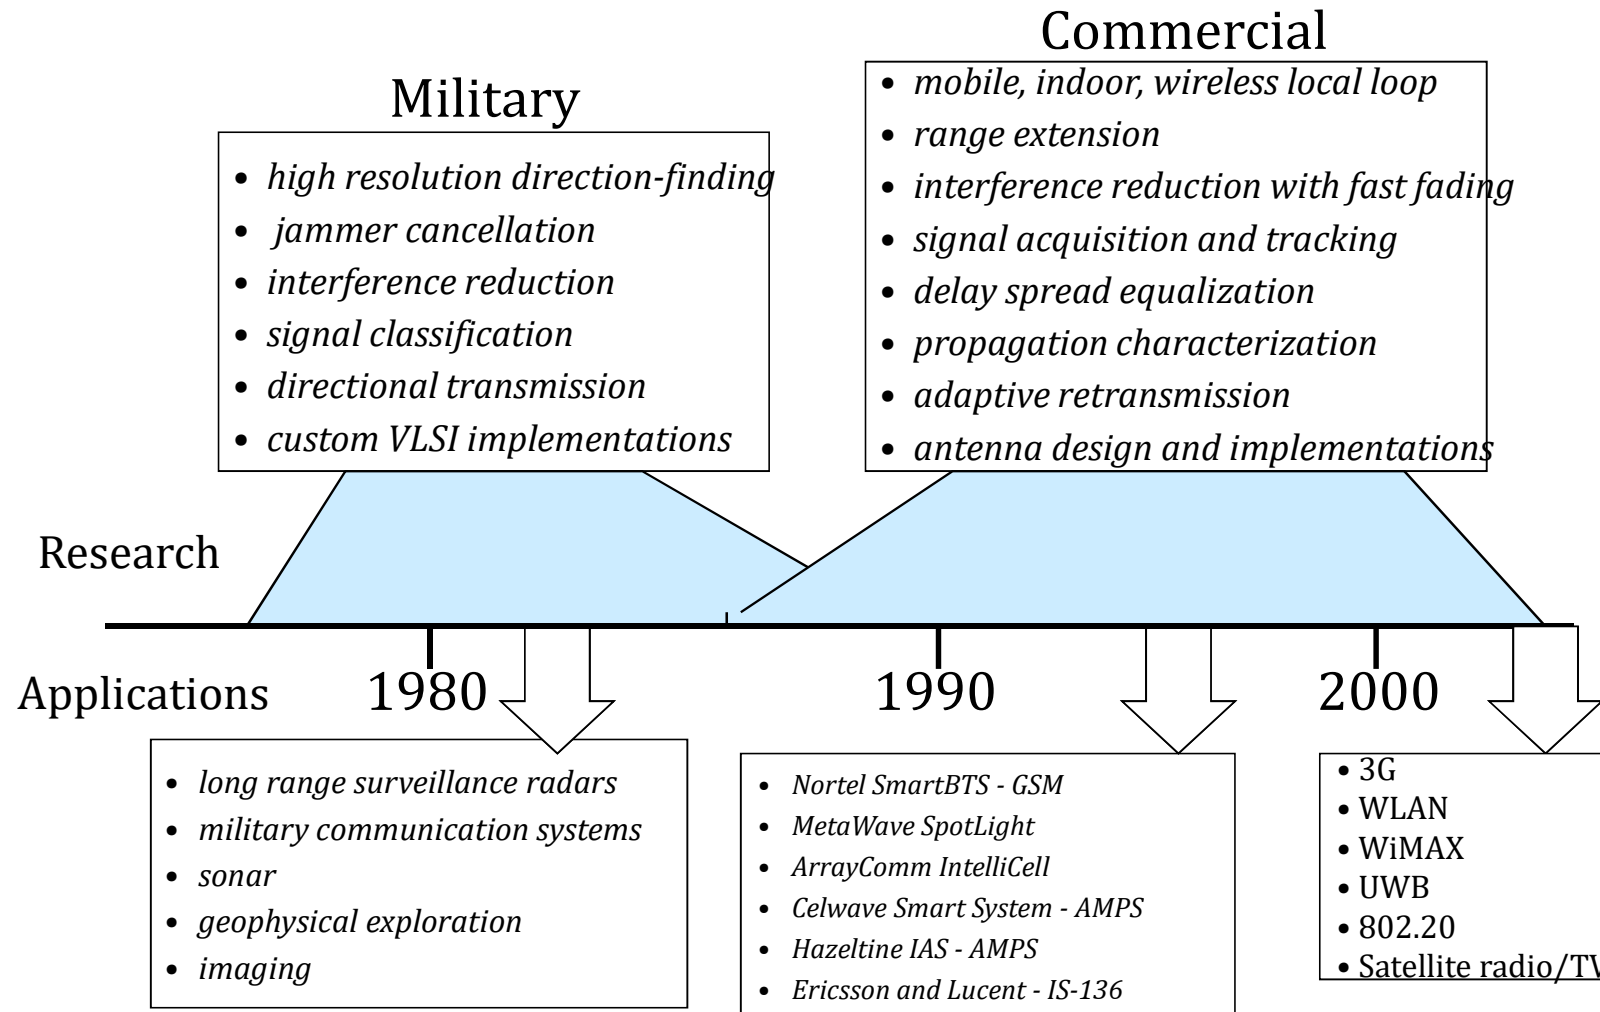 Commercial
• mobile, indoor, wireless local loop
• range extension
• interference reduction with fast fading
• signal acquisition and tracking
• delay spread equalization
• propagation characterization
• adaptive retransmission
• antenna design and implementations
Military
• high resolution direction-finding
• jammer cancellation
• interference reduction
• signal classification
• directional transmission
• custom VLSI implementations
Research
Applications
1980
1990
2000
• long range surveillance radars
• military communication systems
• sonar
• geophysical exploration
• imaging
• Nortel SmartBTS - GSM
• MetaWave SpotLight
• ArrayComm IntelliCell
• Celwave Smart System - AMPS
• Hazeltine IAS - AMPS
• Ericsson and Lucent - IS-136
• 3G
• WLAN
• WiMAX
• UWB
• 802.20
• Satellite radio/TV